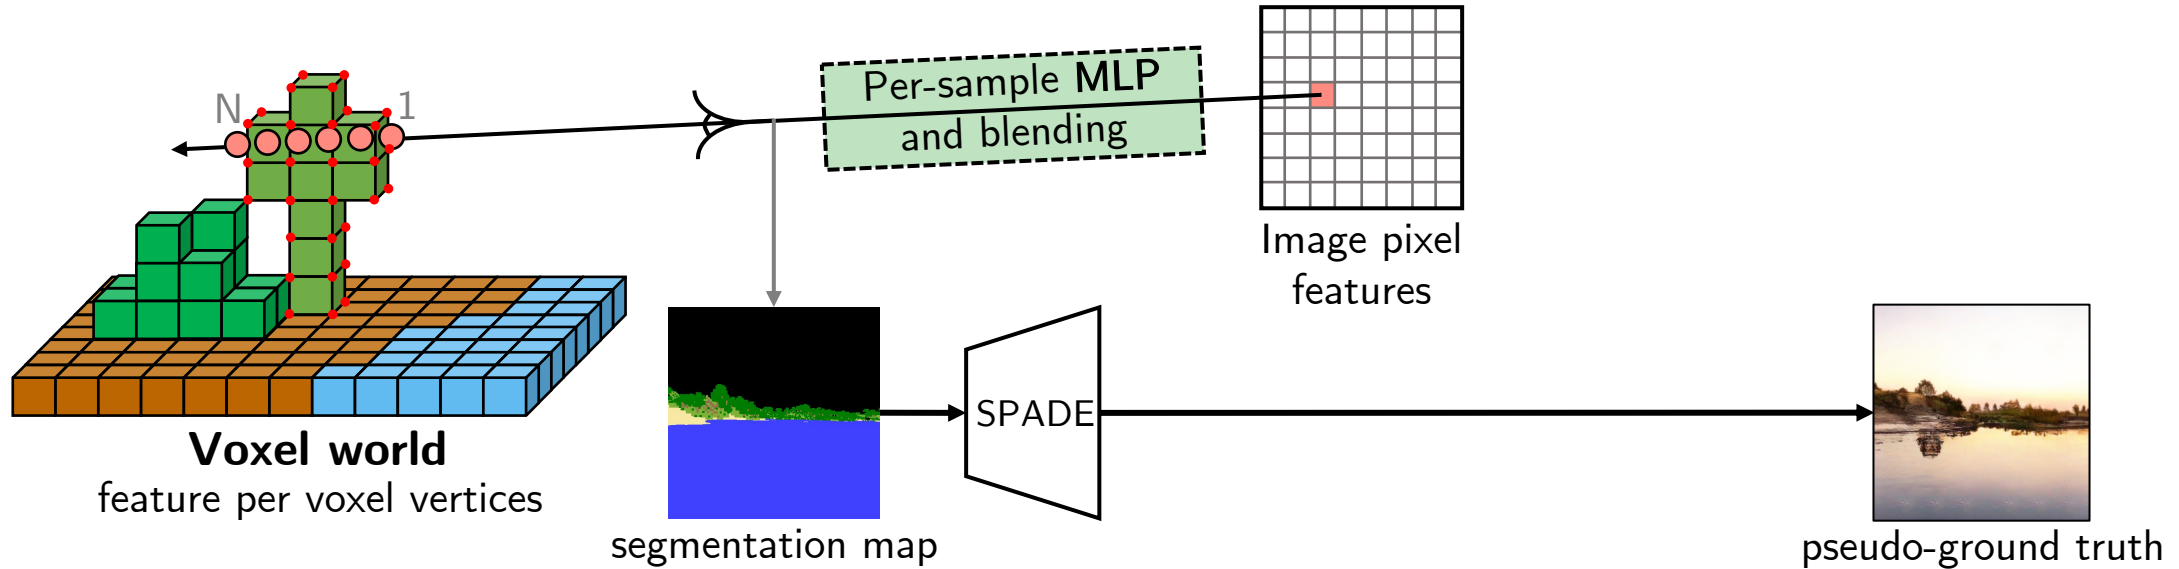 N
1
Per-sample MLP
and blending
Image pixel
features
Voxel world
feature per voxel vertices
segmentation map
SPADE
pseudo-ground truth